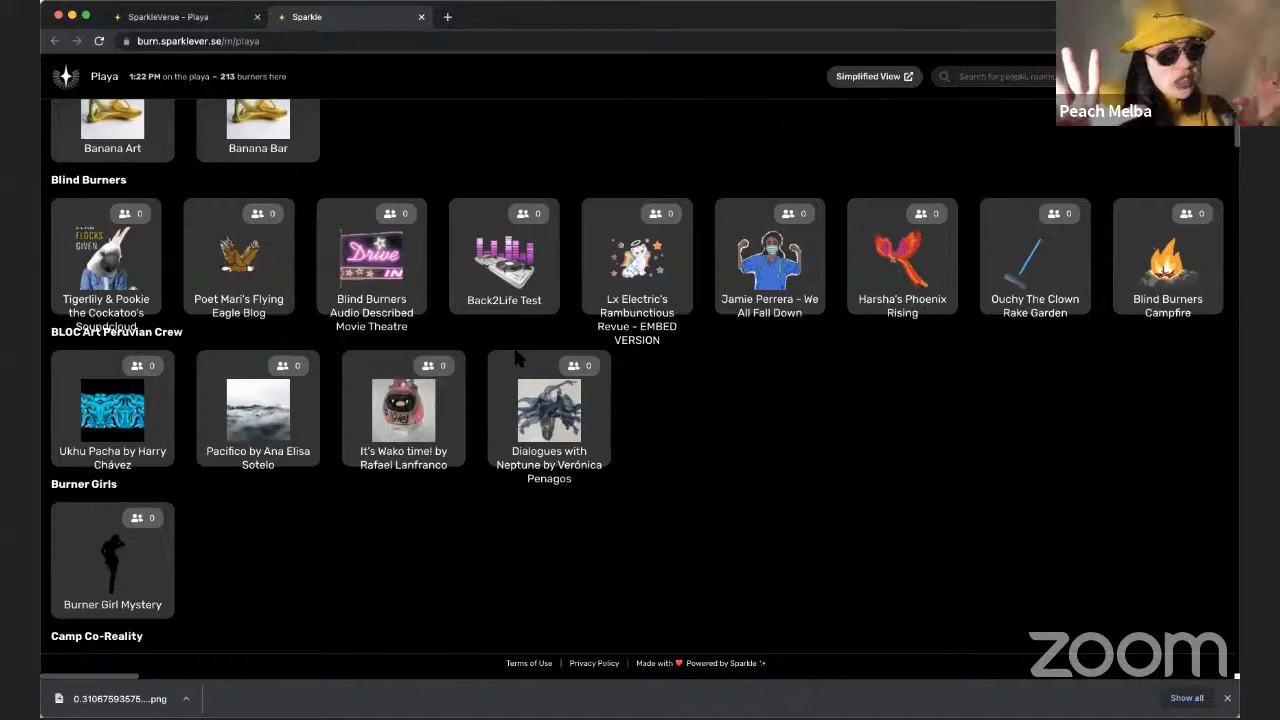 SparkleVerse - Playa
Sparkle
burn.sparklever.se/m/playa
Playa
1:22 PM on the playa - 213 burners here
Simplified View
Search for people, rooms,
Peach Melba
Banana Art
Banana Bar
Blind Burners
0
0
0
0
0
0
0
0
0
FLOCKS
GIVEN
Drive
IN
Tigerlily & Pookie
the Cockatoo's
Soundcloud
Poet Mari's Flying
Eagle Blog
Blind Burners
Audio Described
Movie Theatre
Back2Life Test
Lx Electric's
Rambunctious
Revue - EMBED
VERSION
Jamie Perrera - We
All Fall Down
Harsha's Phoenix
Rising
Ouchy The Clown
Rake Garden
Blind Burners
Campfire
BLOC Art Peruvian Crew
0
0
0
0
Ukhu Pacha by Harry
Chávez
Pacifico by Ana Elisa
Sotelo
It's Wako time! by
Rafael Lanfranco
Dialogues with
Neptune by Verónica
Penagos
Burner Girls
0
Burner Girl Mystery
Camp Co-Reality
Terms of Use
Privacy Policy
Made with ❤️ Powered by Sparkle ✨
zoom
0.31067593575....png
Show all